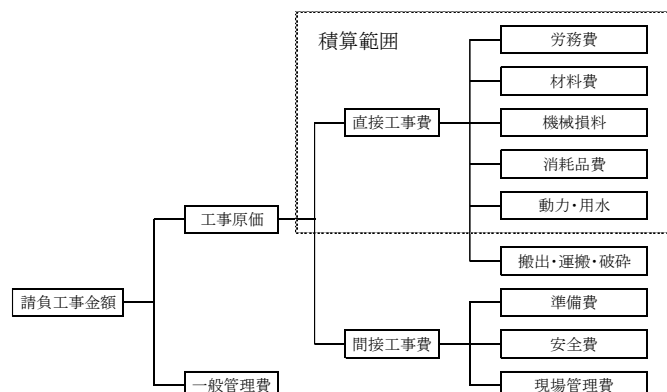 積算範囲
労務費
材料費
直接工事費
機械損料
消耗品費
工事原価
動力・用水
搬出・運搬・破砕
請負工事金額
準備費
間接工事費
安全費
一般管理費
現場管理費